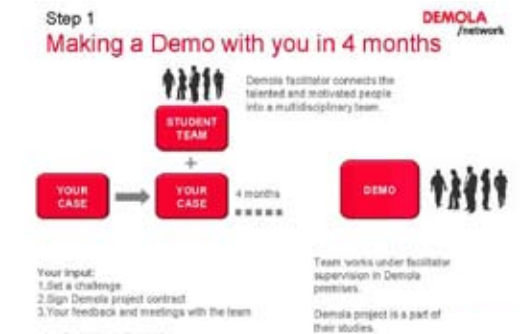 Step 1
DEMOLA
/network
Making a Demo with you in 4 months
Demola facilitator connects the
talented and motivated people
into a multidisciplinary team.
STUDENT
TEAM
+
YOUR
CASE
YOUR
CASE
4 months
DEMO
Your input:
1,Set a challenge
2.Sign Demola project contract
3.Your feedback and meetings with the team
Team works under facilitator
supervision in Demola
premises.
Demola project is a part of
their studies.